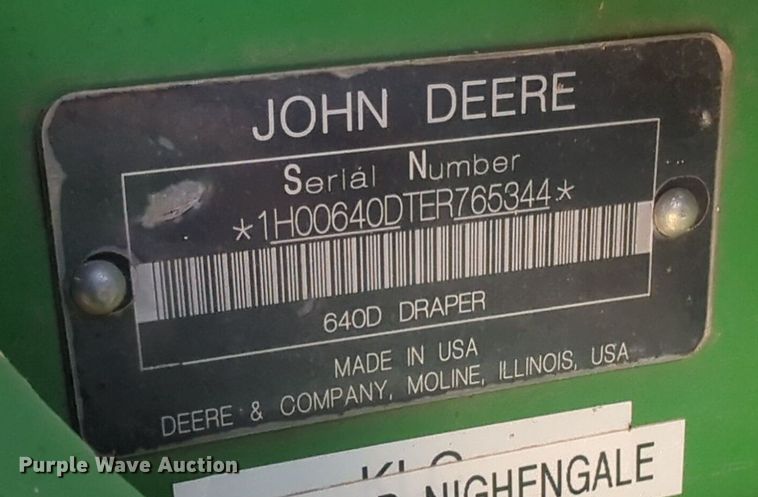 JOHN DEERE
Serial Number
*1H00640DTER765344*
640D DRAPER
MADE IN USA
DEERE & COMPANY, MOLINE, ILLINOIS, USA
NIGHENGALE
Purple Wave Auction